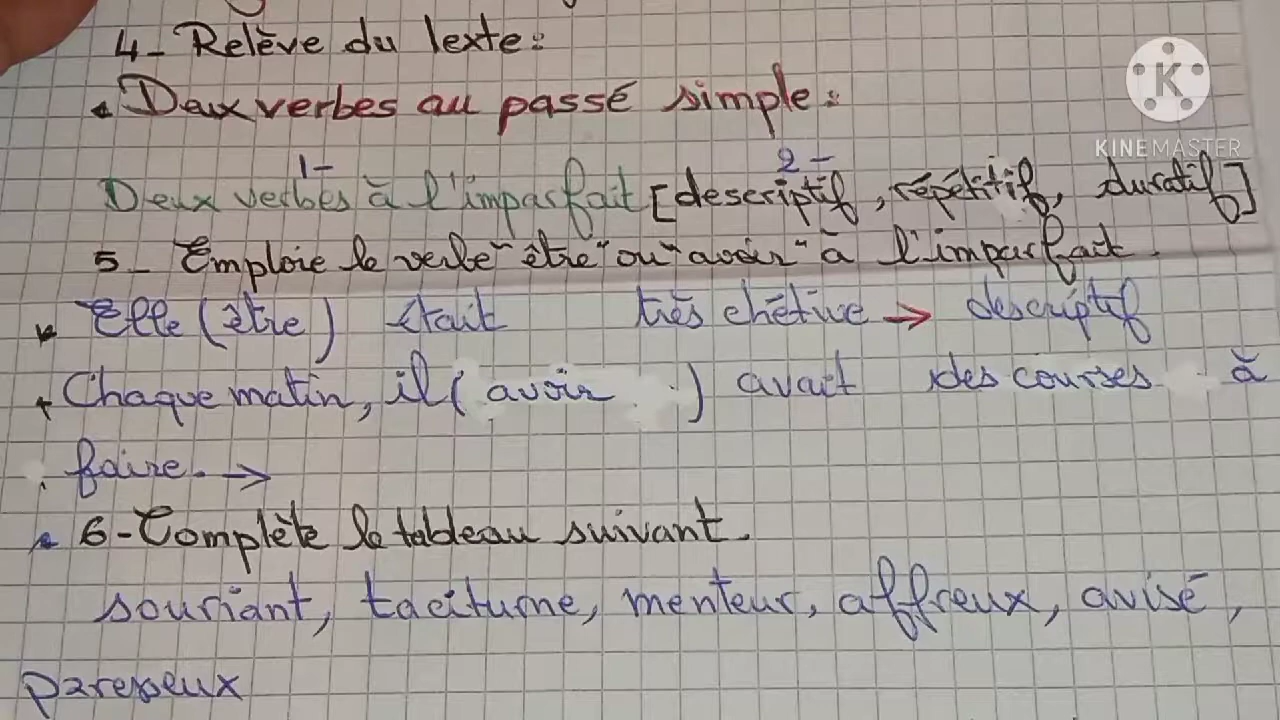 4- Relève du texte:
Deux verbes au passé simple:
1- 2-
Deux verbes à l'imparfait [descriptif, répétitif, duratif]
5- Emploie le verbe "être" ou "avoir" à l'imparfait.
Elle (être) était très chétive → descriptif
+ Chaque matin, il (avoir ) avait des courses à
faire. →
6- Complète le tableau suivant.
souriant, taciturne, menteur, affreux, avisé,
paresseux
K
KINEMASTER